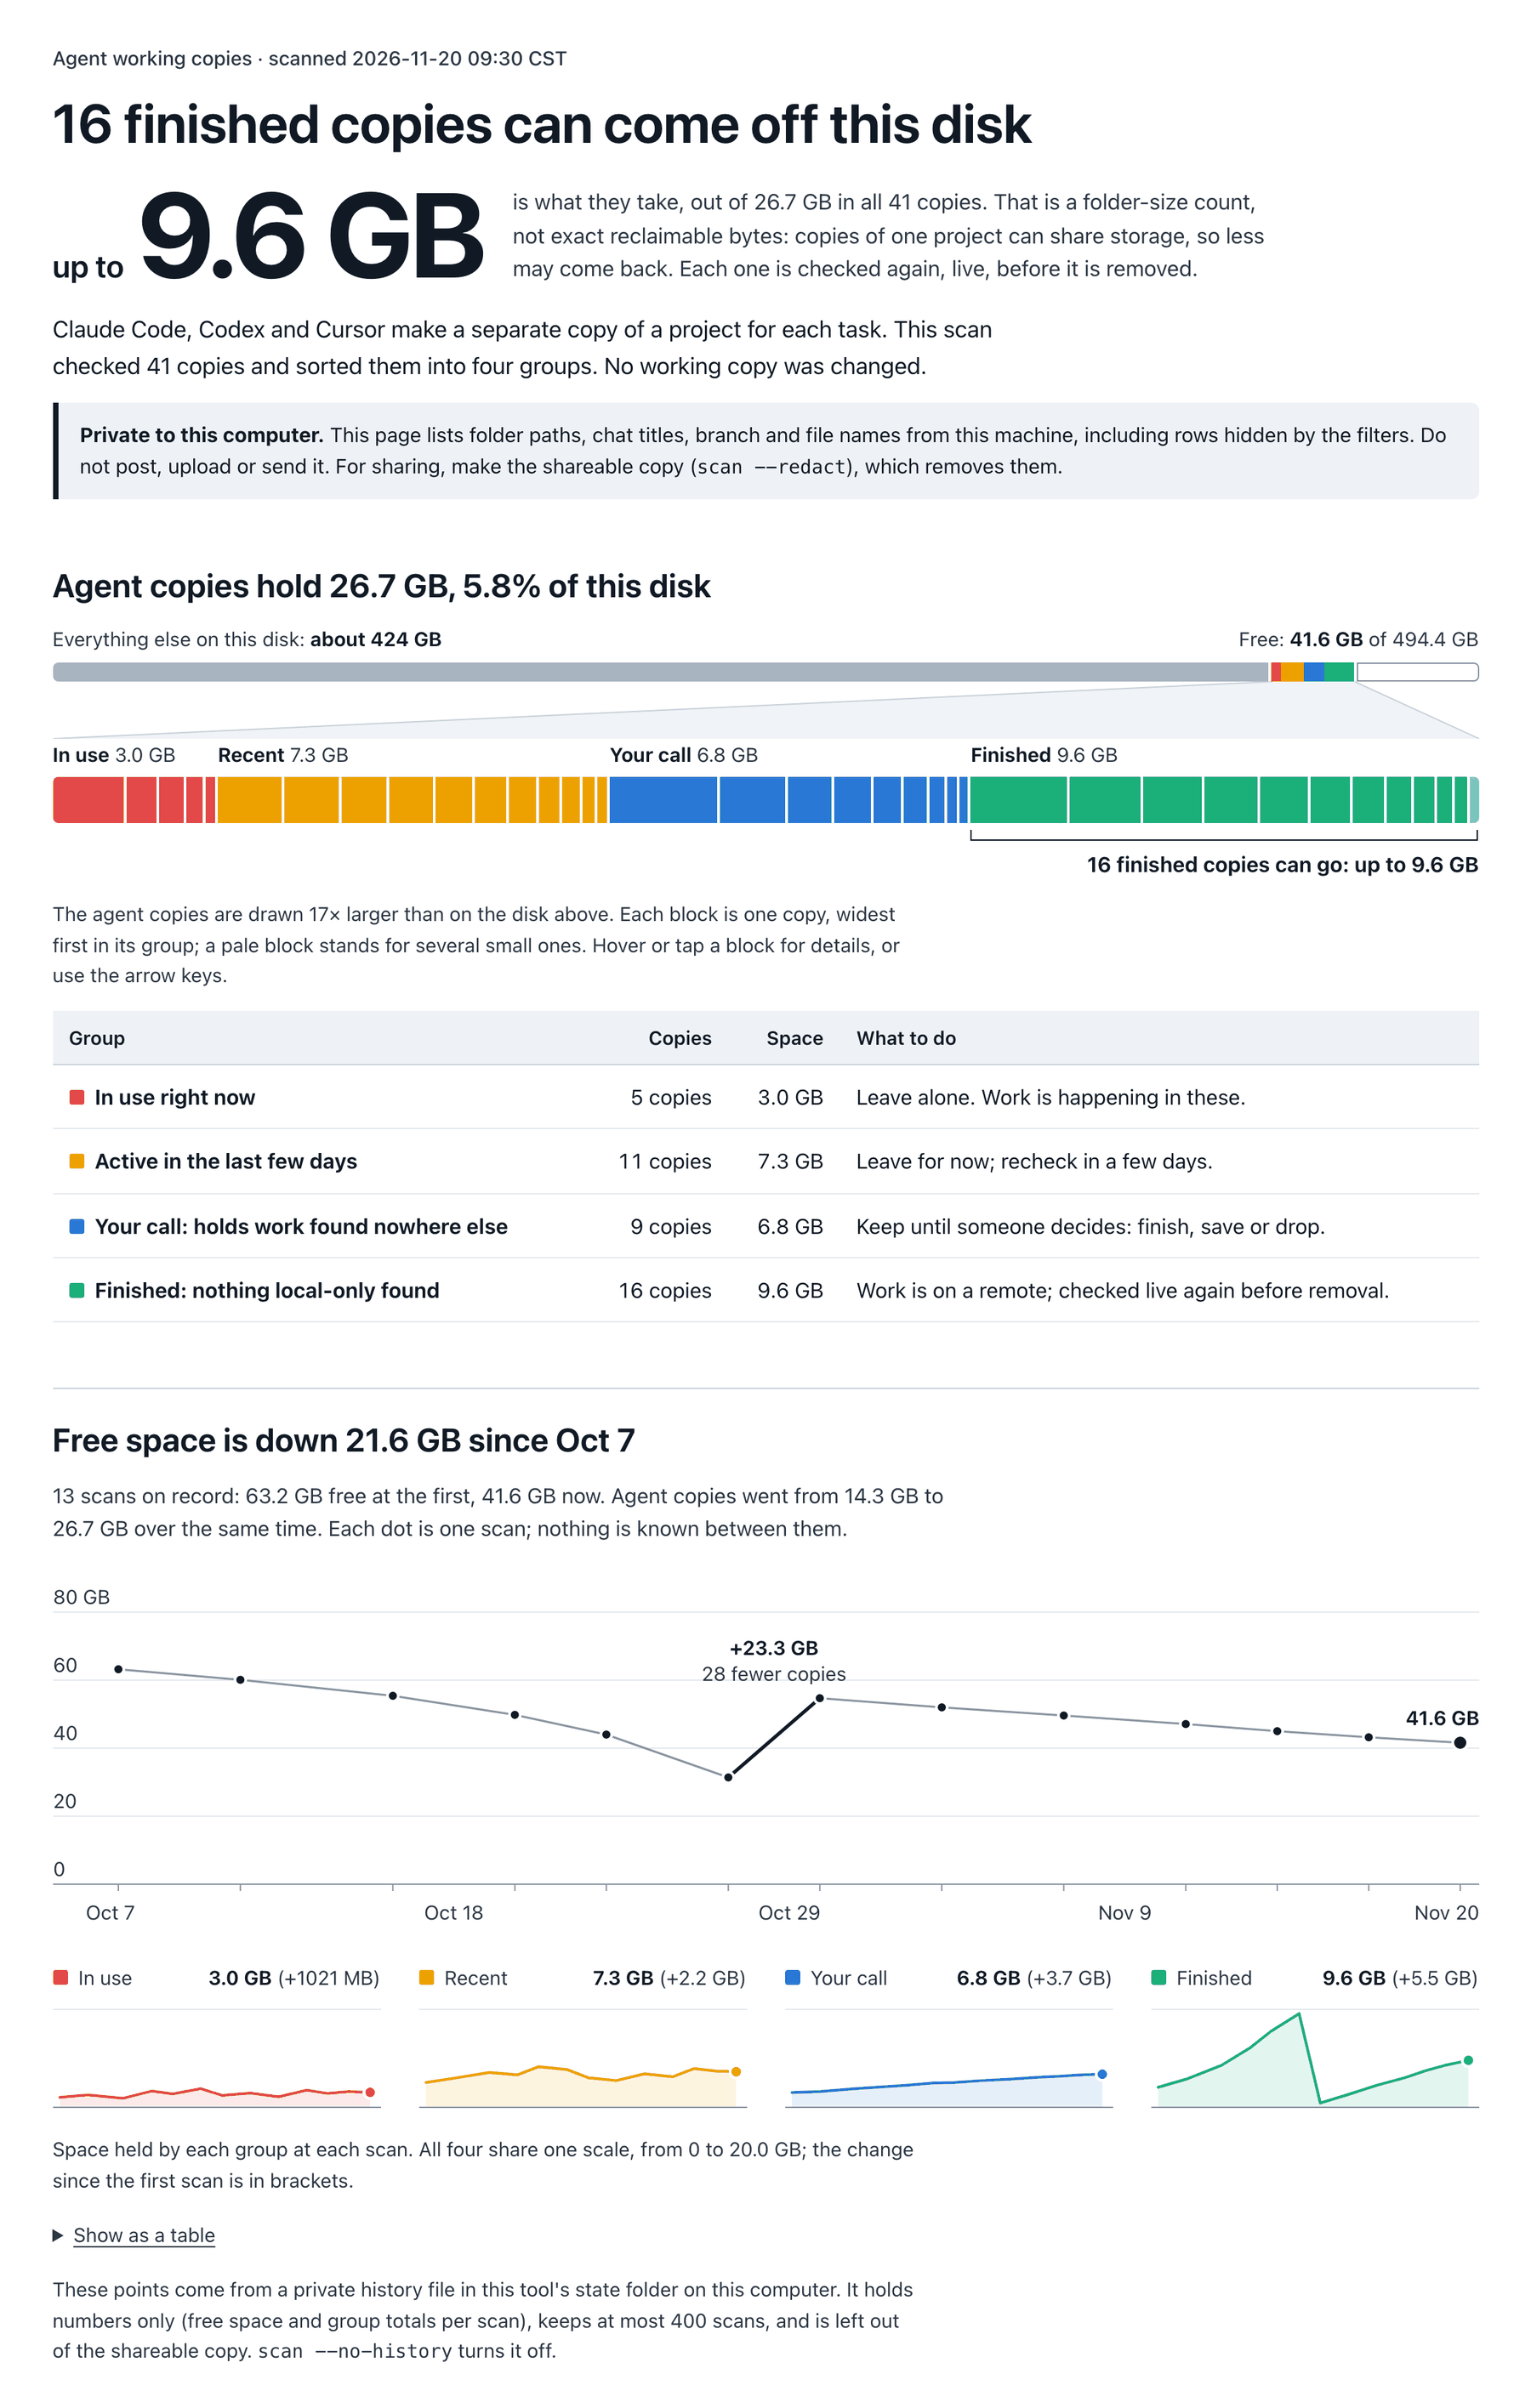 Agent working copies · scanned 2026-11-20 09:30 CST
16 finished copies can come off this disk
up to 9.6 GB
is what they take, out of 26.7 GB in all 41 copies. That is a folder-size count,
not exact reclaimable bytes: copies of one project can share storage, so less
may come back. Each one is checked again, live, before it is removed.
Claude Code, Codex and Cursor make a separate copy of a project for each task. This scan
checked 41 copies and sorted them into four groups. No working copy was changed.
Private to this computer. This page lists folder paths, chat titles, branch and file names from this machine, including rows hidden by the filters. Do
not post, upload or send it. For sharing, make the shareable copy (scan --redact), which removes them.
Agent copies hold 26.7 GB, 5.8% of this disk
Everything else on this disk: about 424 GB
Free: 41.6 GB of 494.4 GB
In use 3.0 GB
Recent 7.3 GB
Your call 6.8 GB
Finished 9.6 GB
16 finished copies can go: up to 9.6 GB
The agent copies are drawn 17× larger than on the disk above. Each block is one copy, widest
first in its group; a pale block stands for several small ones. Hover or tap a block for details, or
use the arrow keys.
Group Copies Space What to do
In use right now 5 copies 3.0 GB Leave alone. Work is happening in these.
Active in the last few days 11 copies 7.3 GB Leave for now; recheck in a few days.
Your call: holds work found nowhere else 9 copies 6.8 GB Keep until someone decides: finish, save or drop.
Finished: nothing local-only found 16 copies 9.6 GB Work is on a remote; checked live again before removal.
Free space is down 21.6 GB since Oct 7
13 scans on record: 63.2 GB free at the first, 41.6 GB now. Agent copies went from 14.3 GB to
26.7 GB over the same time. Each dot is one scan; nothing is known between them.
80 GB
+23.3 GB
28 fewer copies
60
41.6 GB
40
20
0
Oct 7 Oct 18 Oct 29 Nov 9 Nov 20
In use 3.0 GB (+1021 MB)
Recent 7.3 GB (+2.2 GB)
Your call 6.8 GB (+3.7 GB)
Finished 9.6 GB (+5.5 GB)
Space held by each group at each scan. All four share one scale, from 0 to 20.0 GB; the change
since the first scan is in brackets.
Show as a table
These points come from a private history file in this tool's state folder on this computer. It holds
numbers only (free space and group totals per scan), keeps at most 400 scans, and is left out
of the shareable copy. scan --no-history turns it off.